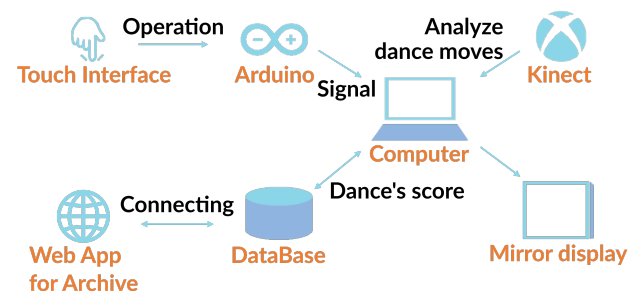 Operation
Touch Interface
Arduino
Signal
Analyze
dance moves
Kinect
Computer
Dance's score
Connecting
Web App
for Archive
DataBase
Mirror display